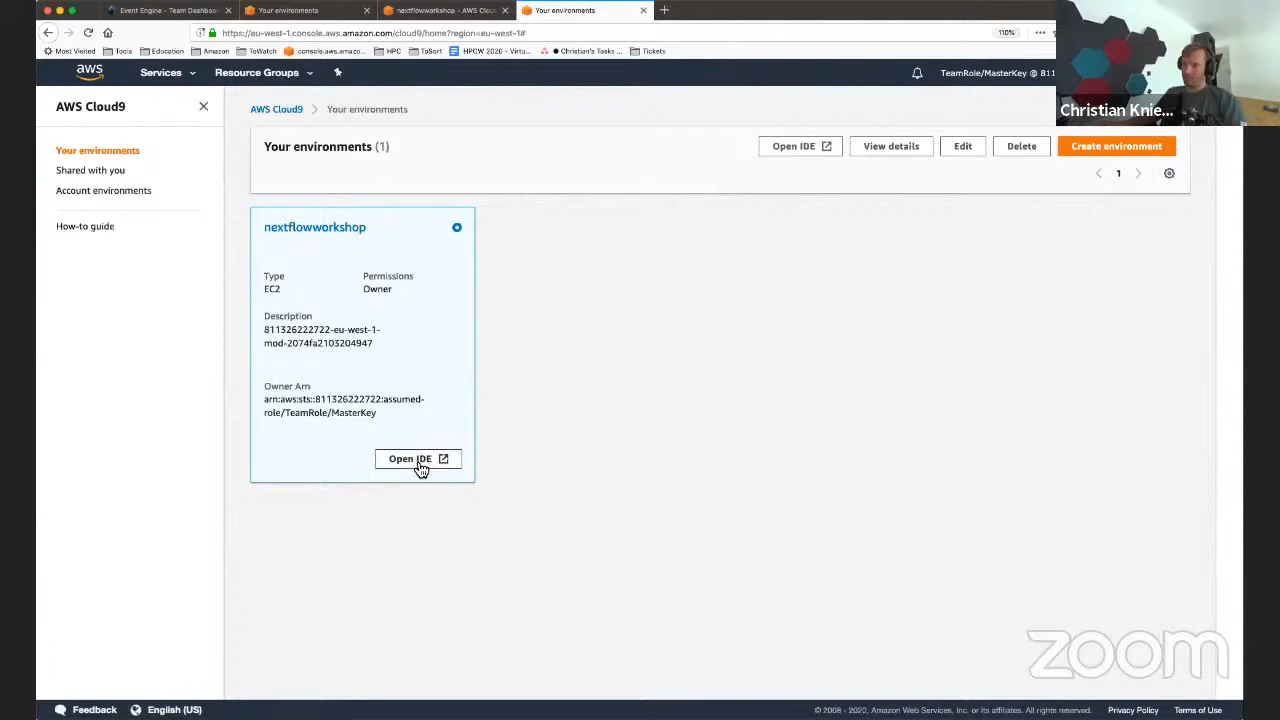 Event Engine - Team Dashboa
Your environments
nextflowworkshop - AWS Clou
Your environments
https://eu-west-1.console.aws.amazon.com/cloud9/home?region=eu-west-1#
110%
Most Visited
Tools
Education
Amazon
ToWatch
console.aws.amazo...
HPC
ToSort
HPCW 2020 - Virtu...
Christian's Tasks ...
Tickets
aws
Services
Resource Groups
TeamRole/MasterKey @ 811
Christian Knie...
AWS Cloud9
Your environments
Shared with you
Account environments
How-to guide
AWS Cloud9 > Your environments
Your environments (1)
Open IDE
View details
Edit
Delete
Create environment
1
nextflowworkshop
Type
EC2
Permissions
Owner
Description
811326222722-eu-west-1-
mod-2074fa2103204947
Owner Arn
arn:aws:sts::811326222722:assumed-
role/TeamRole/MasterKey
Open IDE
zoom
Feedback
English (US)
© 2008 - 2020, Amazon Web Services, Inc. or its affiliates. All rights reserved.
Privacy Policy
Terms of Use